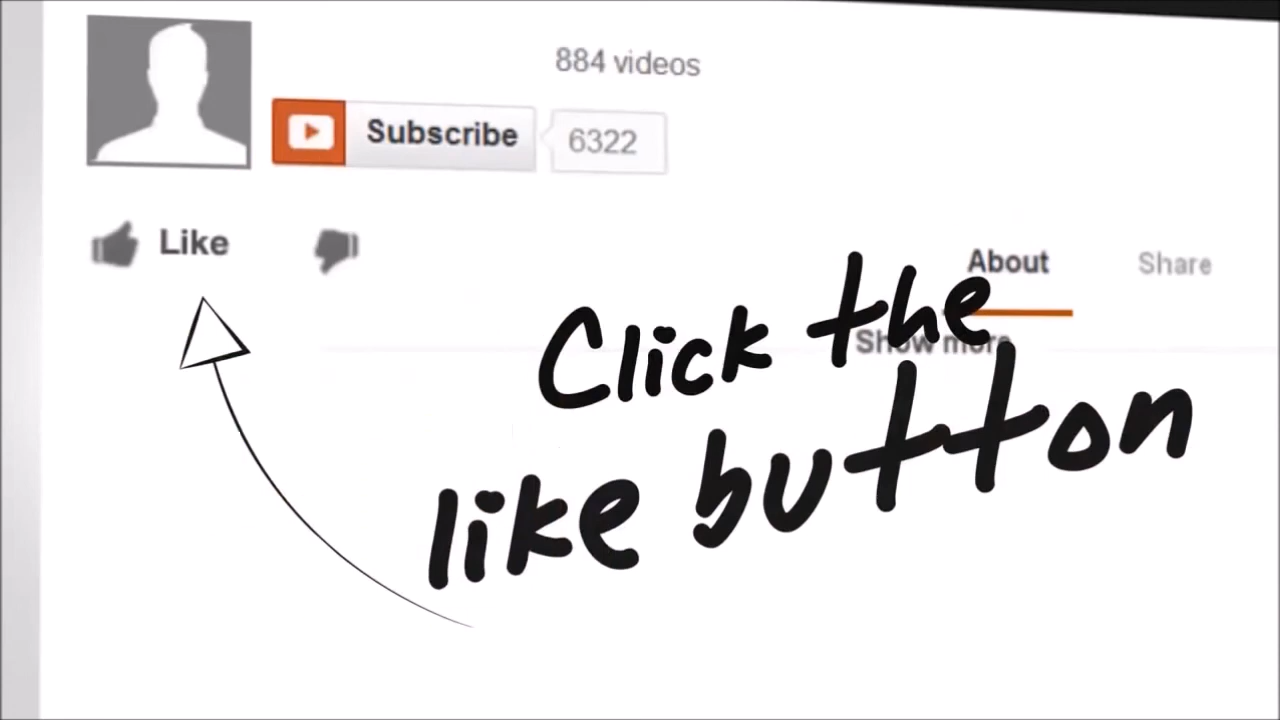 884 videos
Subscribe
6322
Like
About
Share
Show more
Click the
like button